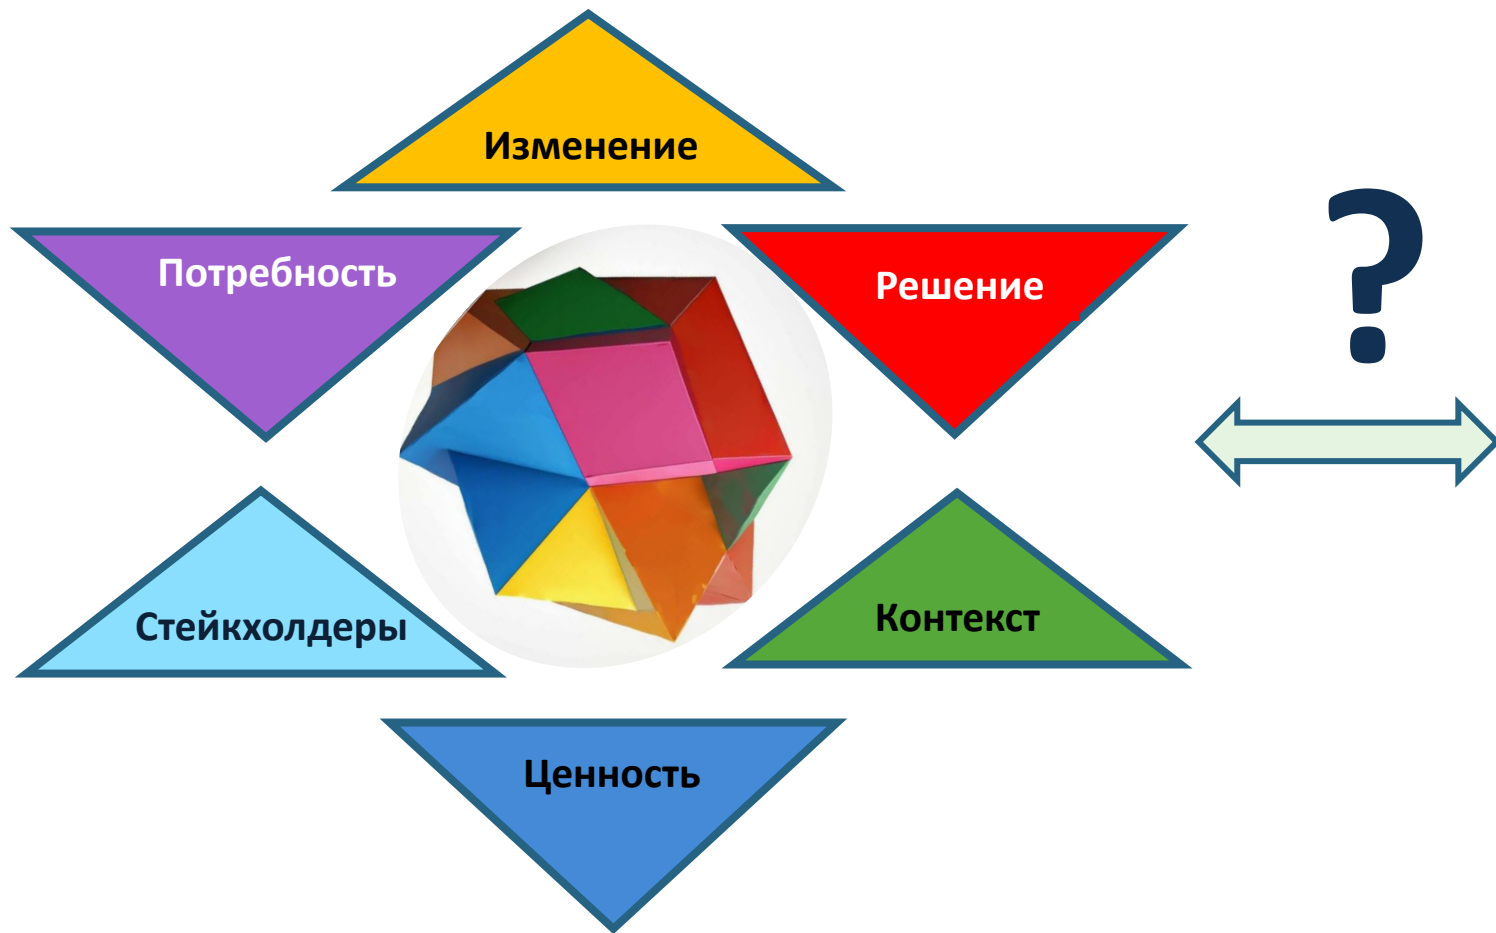 Изменение
Потребность
Решение
?
Стейкхолдеры
Контекст
Ценность